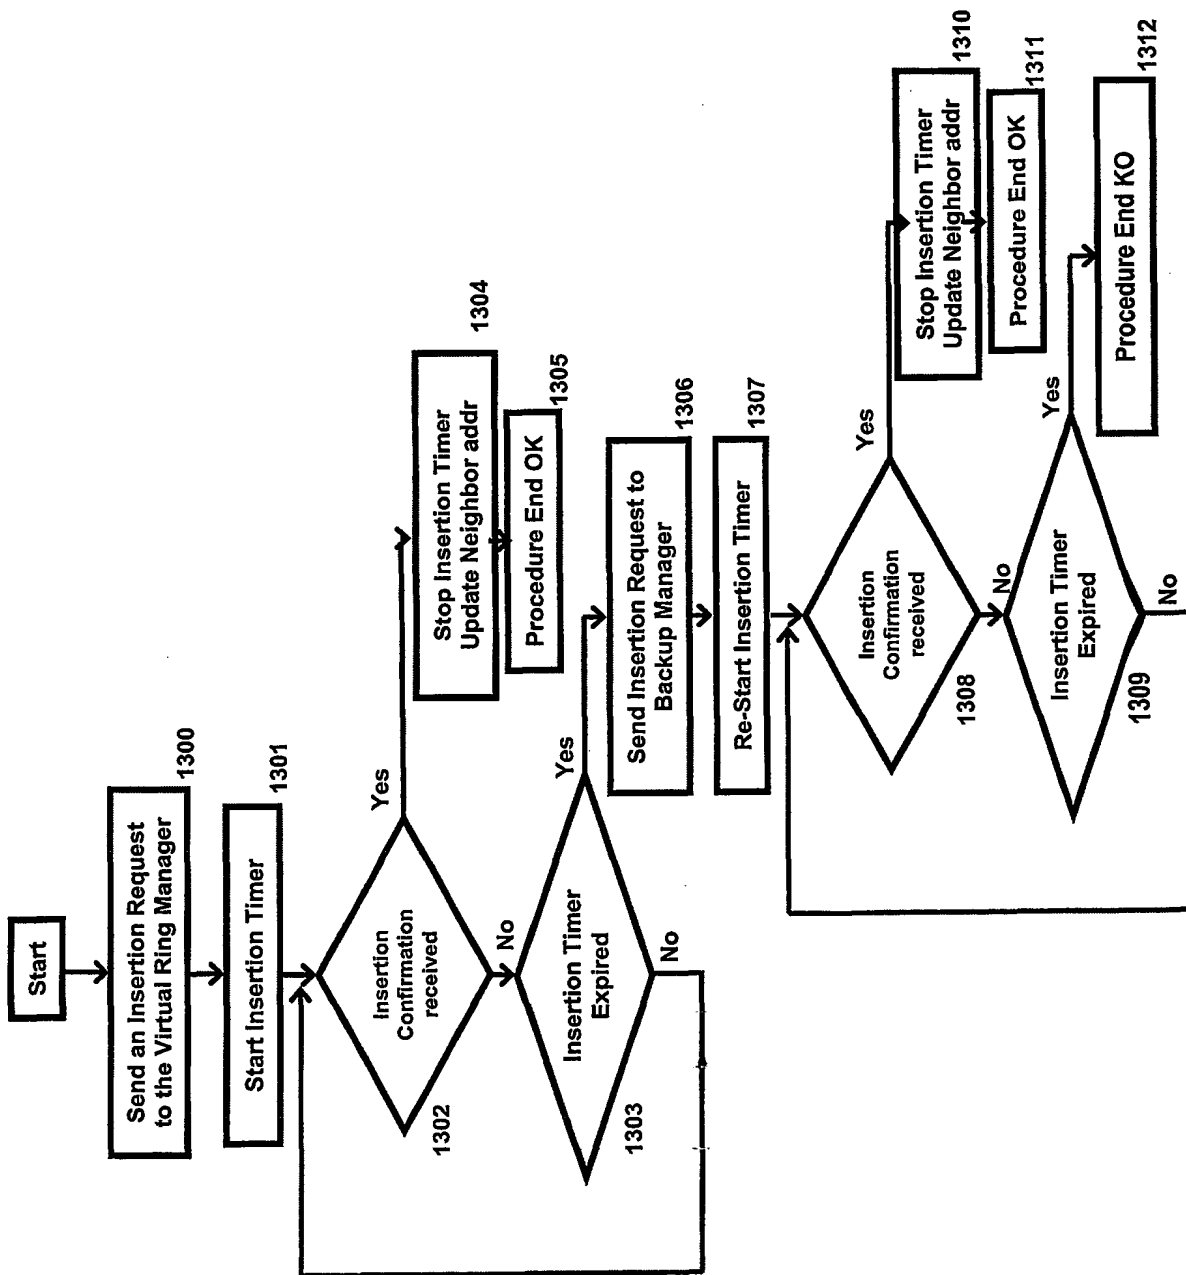 Start
Send an Insertion Request
to the Virtual Ring Manager
1300
Start Insertion Timer
1301
Insertion
Confirmation
received
1302
Yes
No
Stop Insertion Timer
Update Neighbor addr
1304
Procedure End OK
1305
Insertion Timer
Expired
1303
Yes
No
Send Insertion Request to
Backup Manager
1306
Re-Start Insertion Timer
1307
Insertion
Confirmation
received
1308
Yes
No
Stop Insertion Timer
Update Neighbor addr
1310
Procedure End OK
1311
Insertion Timer
Expired
1309
Yes
No
Procedure End KO
1312